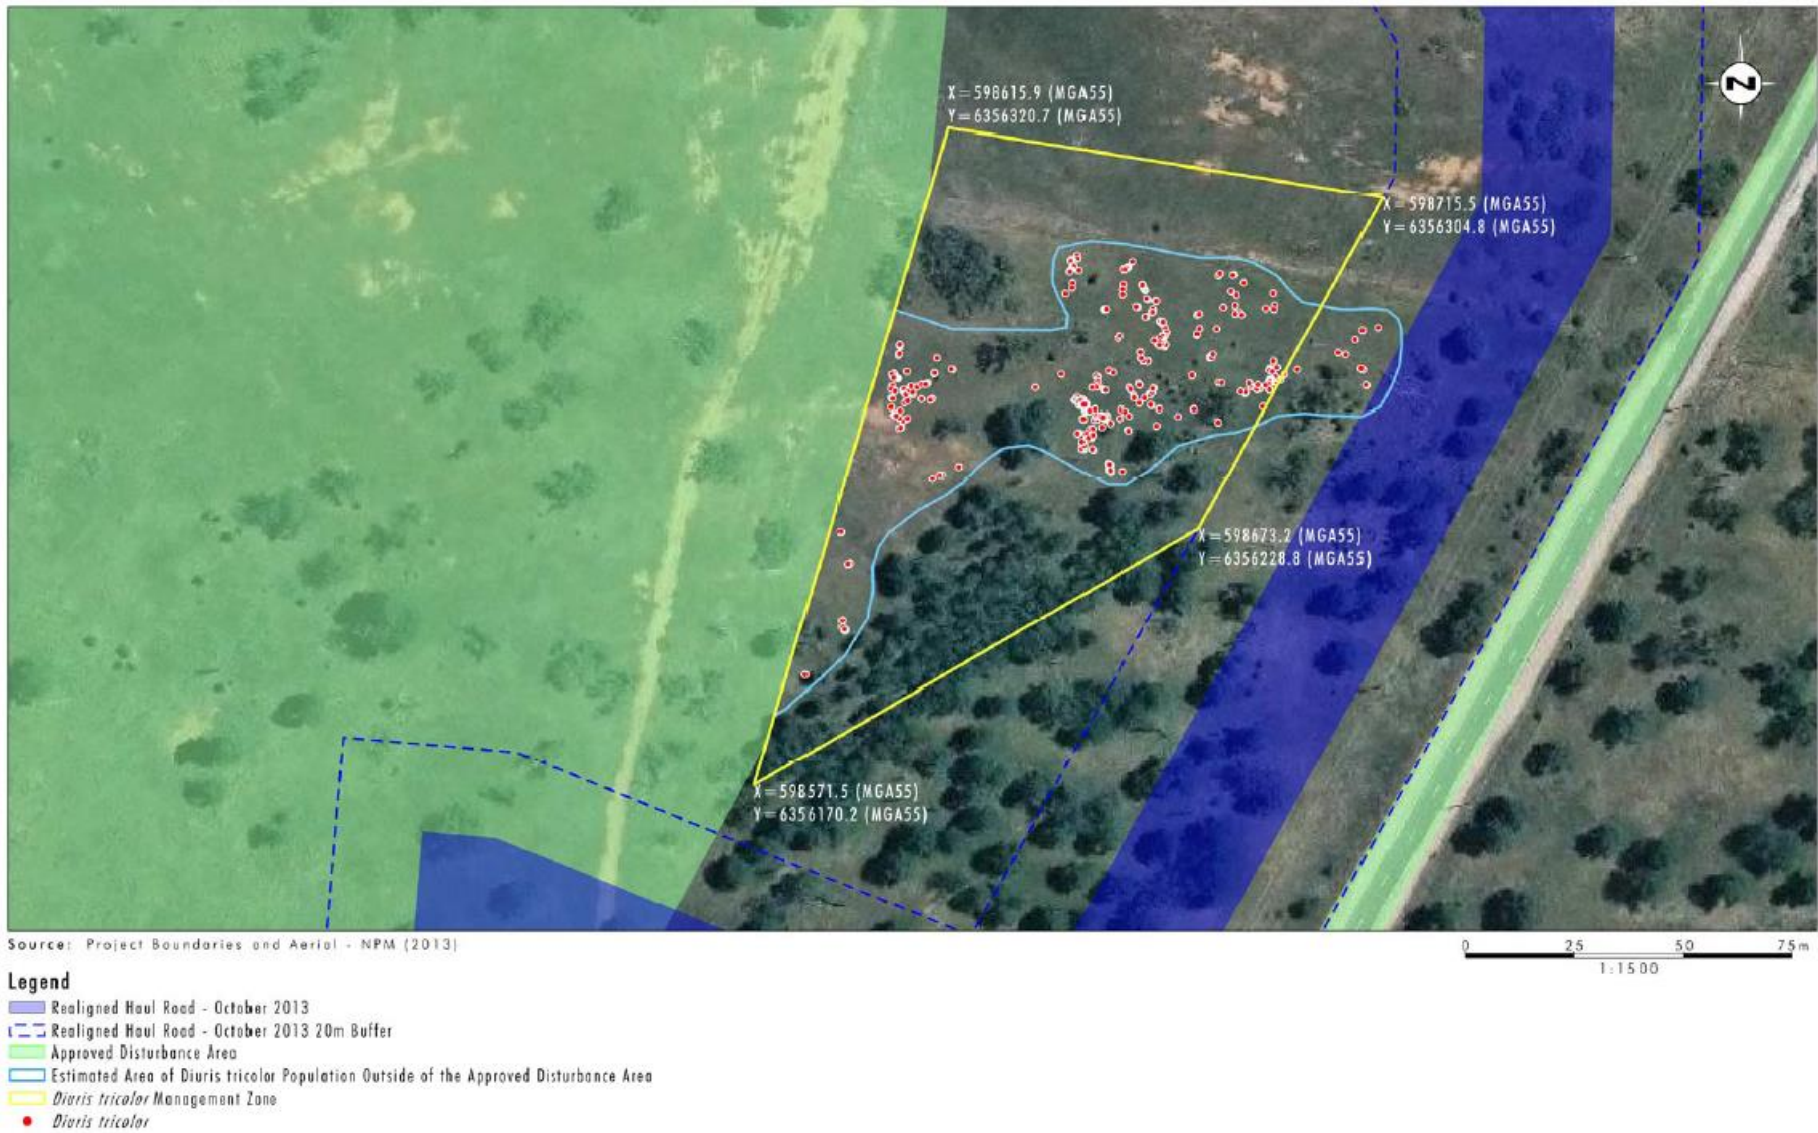 N
X=598615.9 (MGA55)
Y=6356320.7 (MGA55)
X=598715.5 (MGA55)
Y=6356304.8 (MGA55)
X=598673.2 (MGA55)
Y=6356228.8 (MGA55)
X=598571.5 (MGA55)
Y=6356170.2 (MGA55)
Source: Project Boundaries and Aerial - NPM (2013)
0 25 50 75m
1:1500
Legend
Realigned Haul Road - October 2013
Realigned Haul Road - October 2013 20m Buffer
Approved Disturbance Area
Estimated Area of Diuris tricolor Population Outside of the Approved Disturbance Area
Diuris tricolor Management Zone
Diuris tricolor